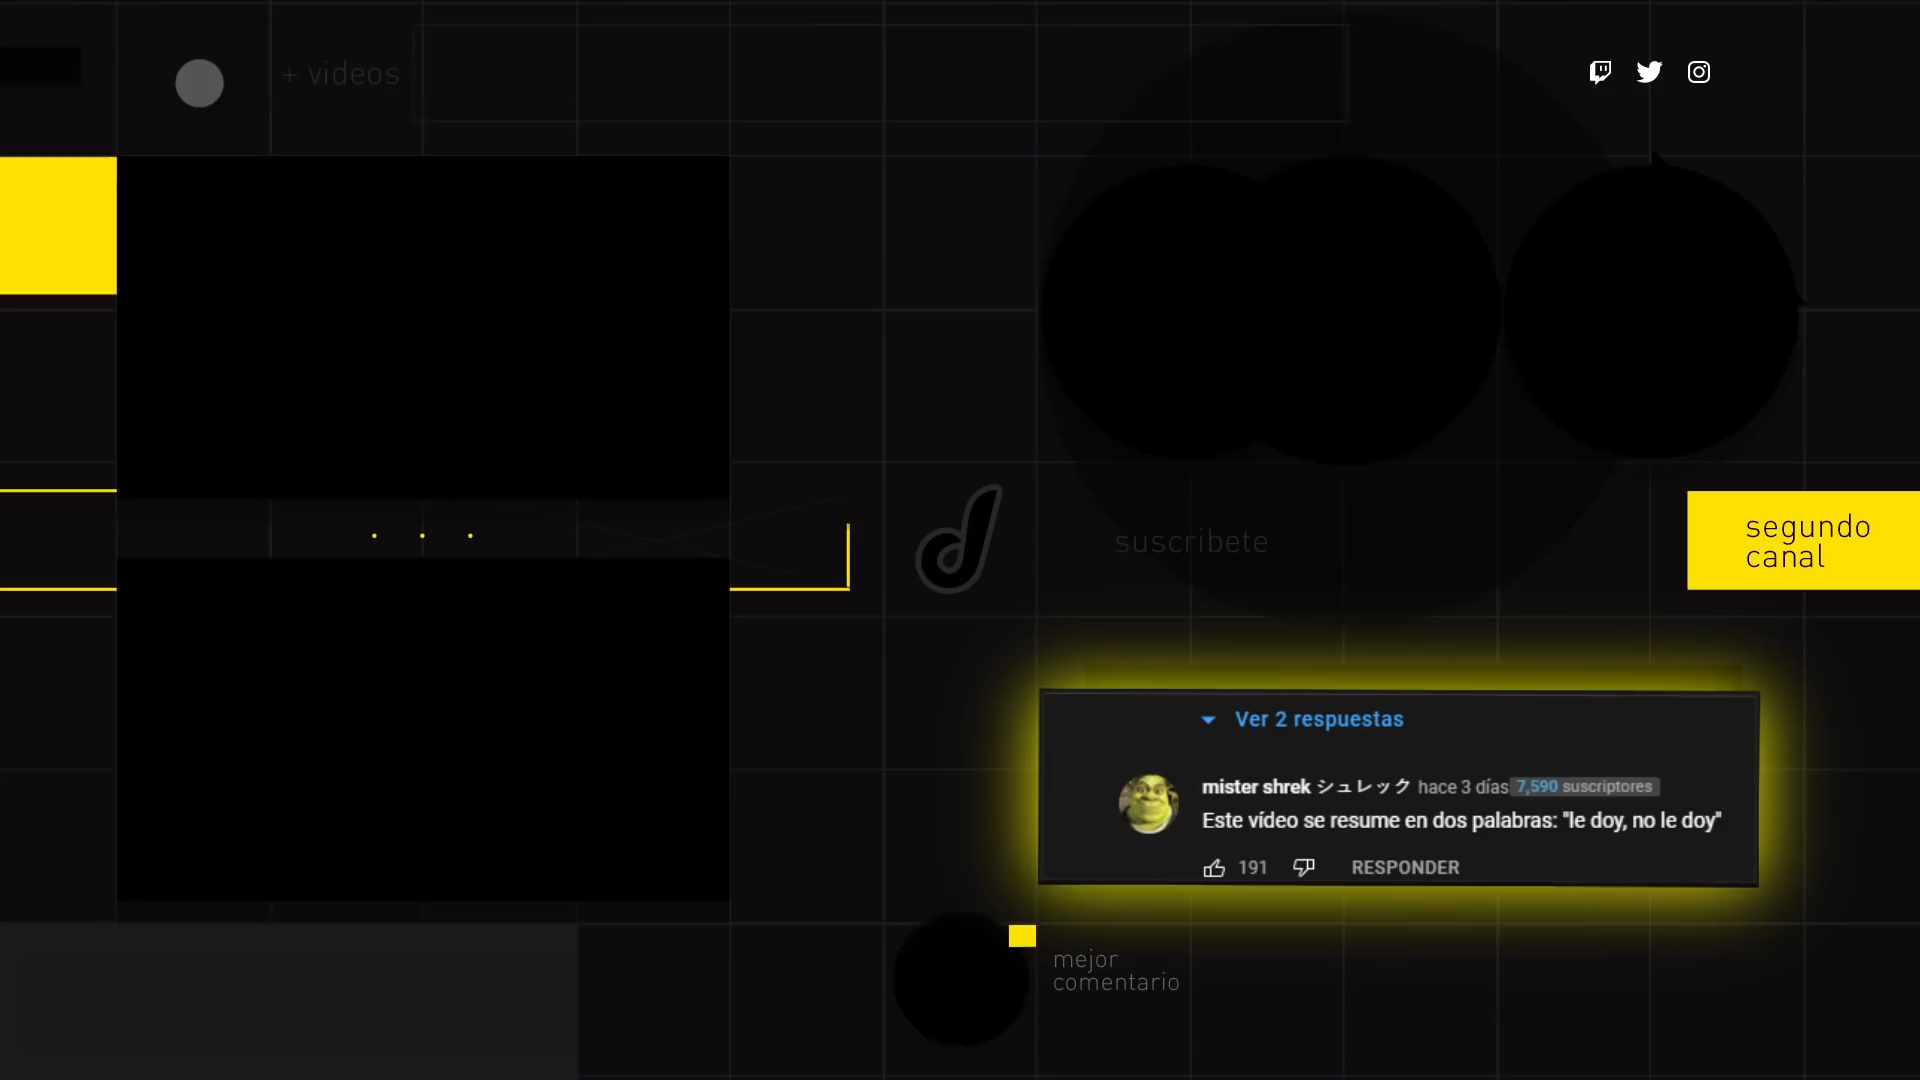 + videos
suscribete
segundo
canal
Ver 2 respuestas
mister shrek シュレック hace 3 días 7,590 suscriptores
Este vídeo se resume en dos palabras: "le doy, no le doy"
191 RESPONDER
mejor
comentario